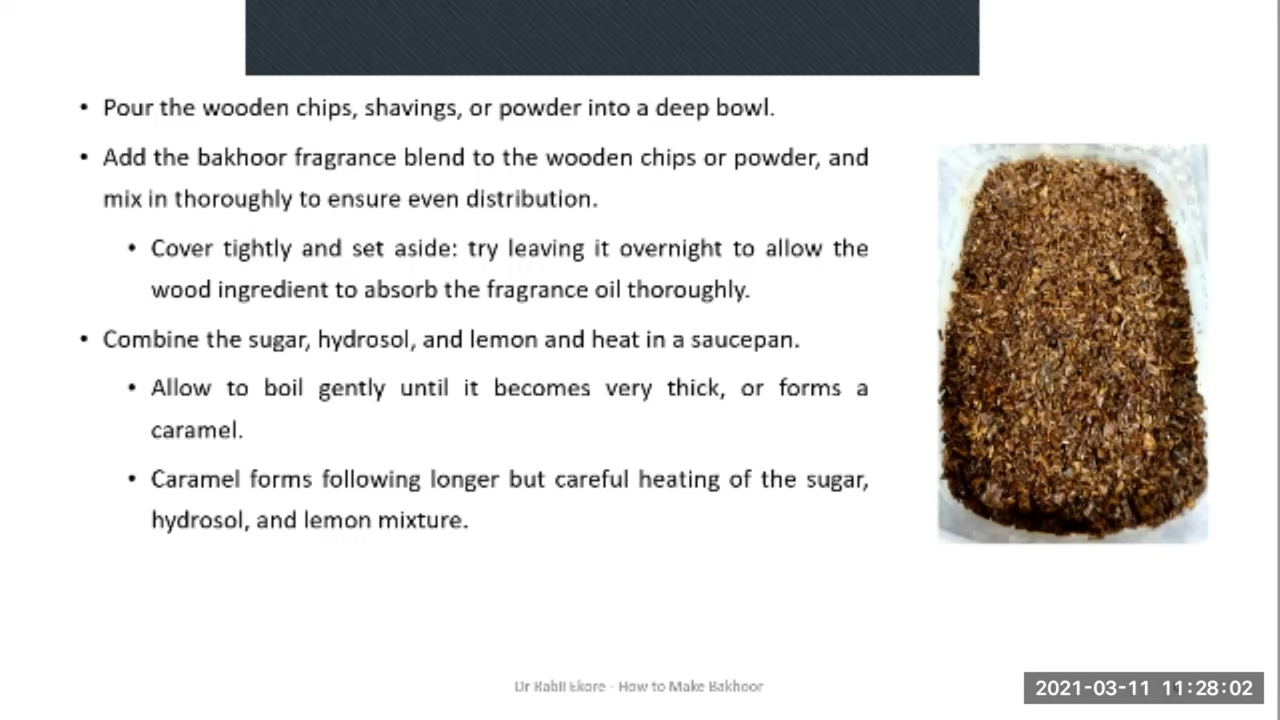 • Pour the wooden chips, shavings, or powder into a deep bowl.
• Add the bakhoor fragrance blend to the wooden chips or powder, and
mix in thoroughly to ensure even distribution.
• Cover tightly and set aside: try leaving it overnight to allow the
wood ingredient to absorb the fragrance oil thoroughly.
• Combine the sugar, hydrosol, and lemon and heat in a saucepan.
• Allow to boil gently until it becomes very thick, or forms a
caramel.
• Caramel forms following longer but careful heating of the sugar,
hydrosol, and lemon mixture.
Dr Rabii Ekore - How to Make Bakhoor
2021-03-11 11:28:02